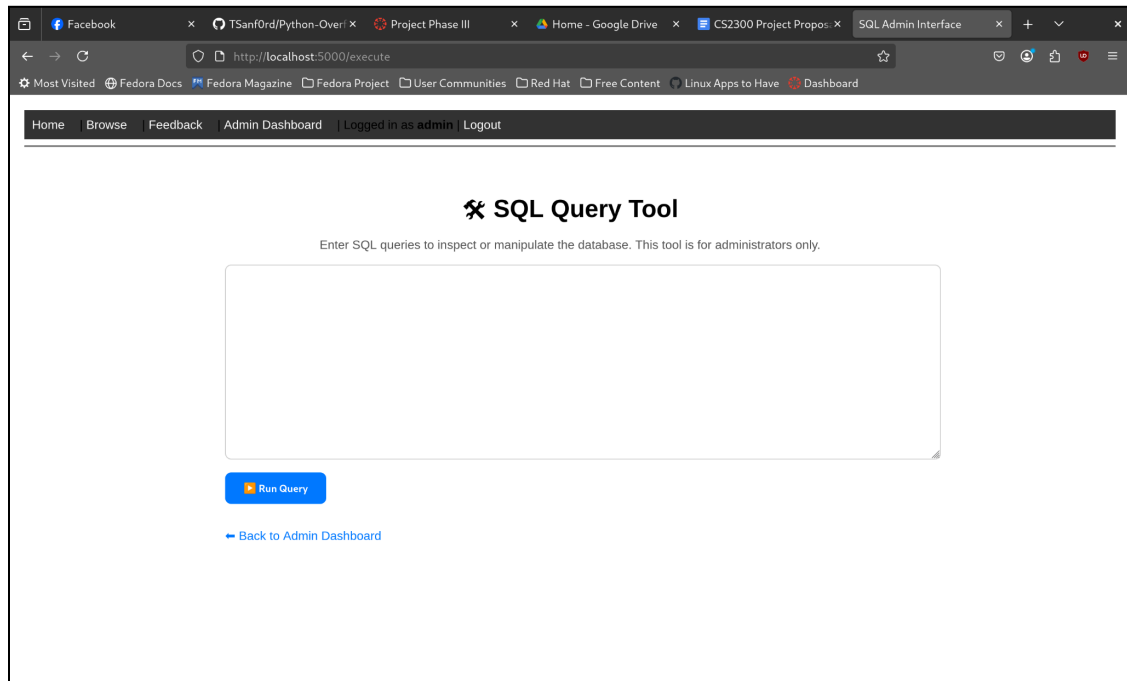 Facebook
TSanf0rd/Python-Overf
Project Phase III
Home - Google Drive
CS2300 Project Propos
SQL Admin Interface
http://localhost:5000/execute
Most Visited Fedora Docs Fedora Magazine Fedora Project User Communities Red Hat Free Content Linux Apps to Have Dashboard
Home | Browse | Feedback | Admin Dashboard | Logged in as admin | Logout
🛠 SQL Query Tool
Enter SQL queries to inspect or manipulate the database. This tool is for administrators only.
▶️ Run Query
⬅ Back to Admin Dashboard